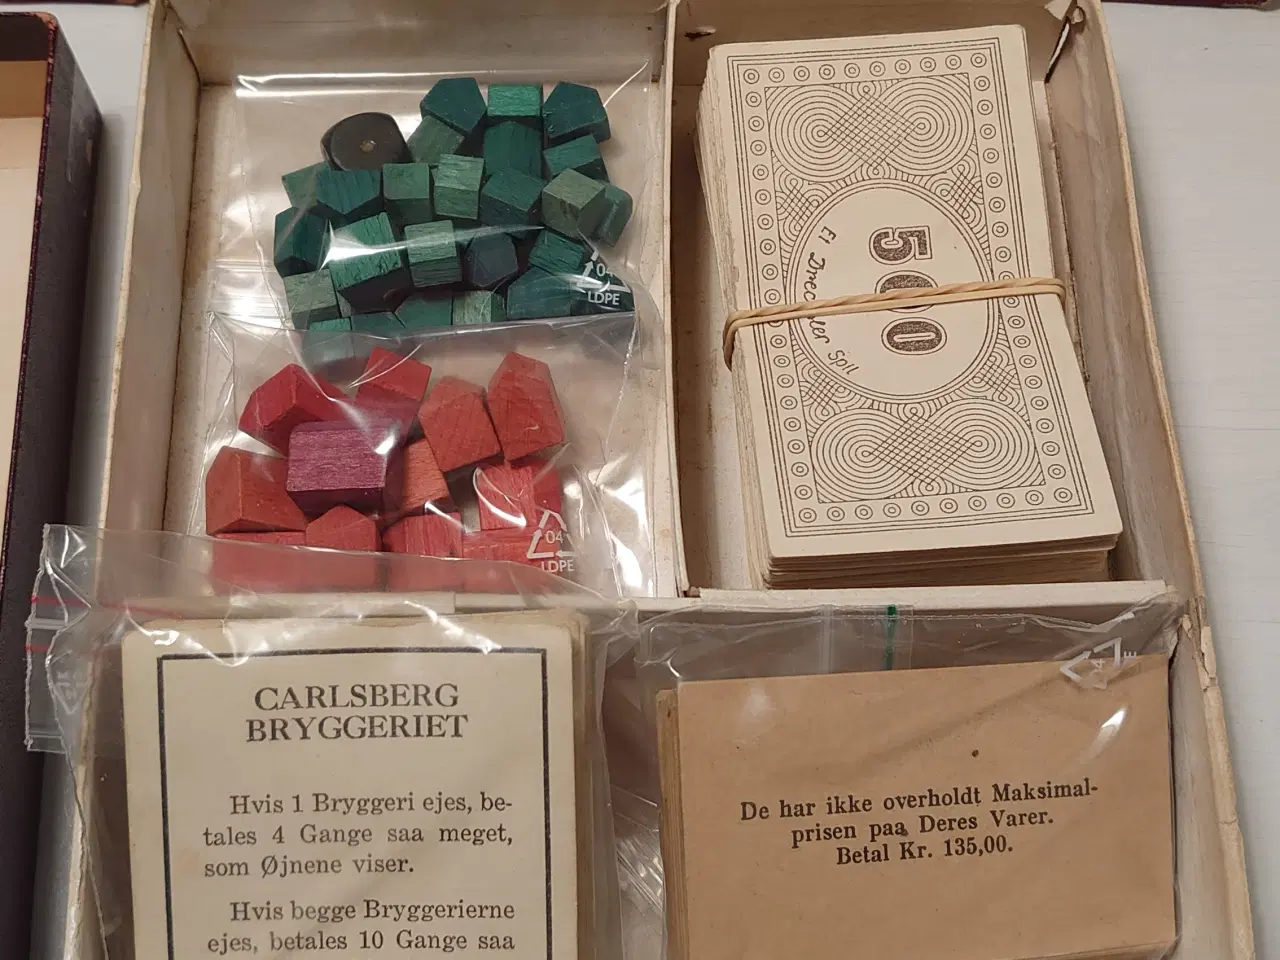 04
LDPE
500
04
LDPE
CARLSBERG
BRYGGERIET
Hvis 1 Bryggeri ejes, be-
tales 4 Gange saa meget,
som Øjnene viser.
Hvis begge Bryggerierne
ejes, betales 10 Gange saa
De har ikke overholdt Maksimal-
prisen paa Deres Varer.
Betal Kr. 135,00.